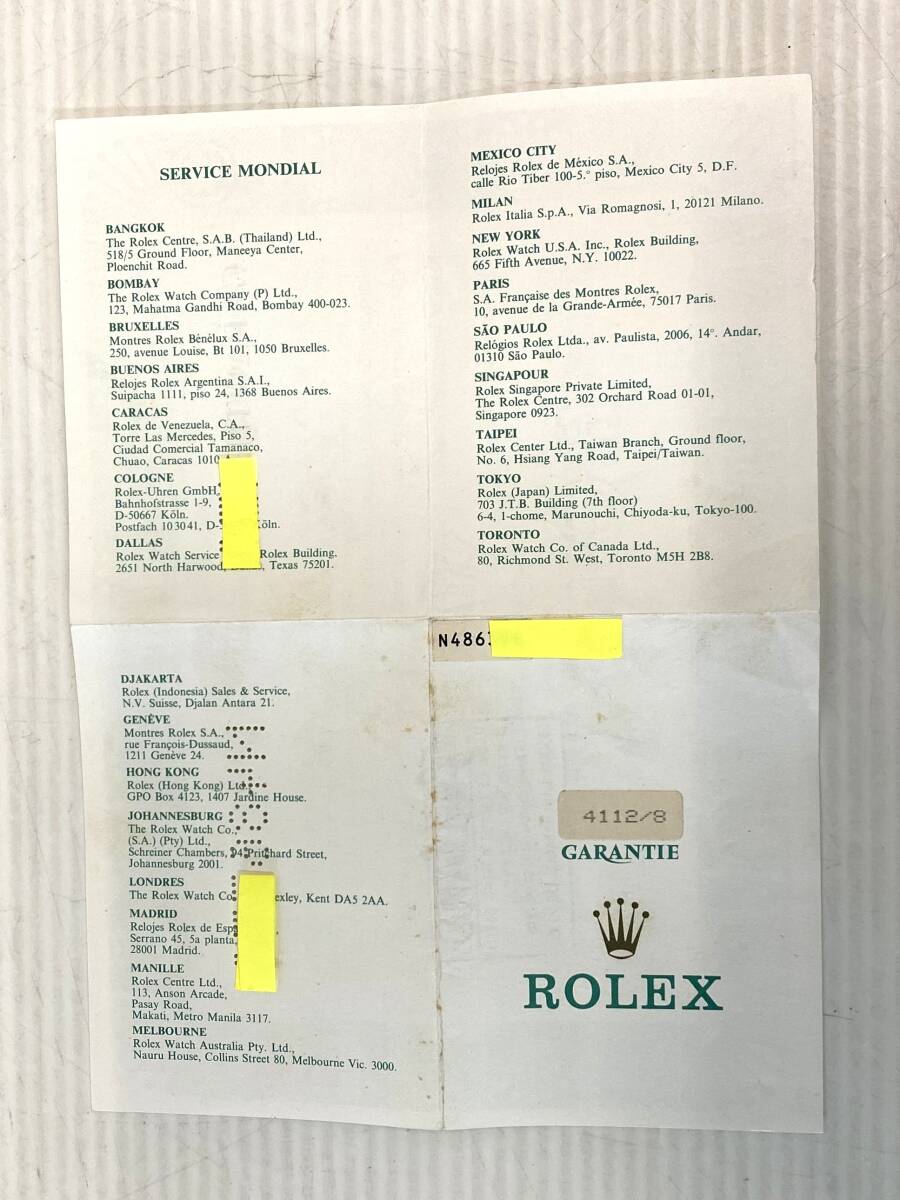 SERVICE MONDIAL
BANGKOK
The Rolex Centre, S.A.B. (Thailand) Ltd.,
518/5 Ground Floor, Maneeya Center,
Ploenchit Road.
BOMBAY
The Rolex Watch Company (P) Ltd.,
123, Mahatma Gandhi Road, Bombay 400-023.
BRUXELLES
Montres Rolex Bénélux S.A.,
250, avenue Louise, Bt 101, 1050 Bruxelles.
BUENOS AIRES
Relojes Rolex Argentina S.A.I.,
Suipacha 1111, piso 24, 1368 Buenos Aires.
CARACAS
Rolex de Venezuela, C.A.,
Torre Las Mercedes, Piso 5,
Ciudad Comercial Tamanaco,
Chuao, Caracas 1010
COLOGNE
Rolex-Uhren GmbH,
Bahnhofstrasse 1-9,
D-50667 Köln.
Postfach 103041, D- Köln.
DALLAS
Rolex Watch Service Rolex Building,
2651 North Harwood, Texas 75201.
MEXICO CITY
Relojes Rolex de México S.A.,
calle Rio Tiber 100-5.° piso, Mexico City 5, D.F.
MILAN
Rolex Italia S.p.A., Via Romagnosi, 1, 20121 Milano.
NEW YORK
Rolex Watch U.S.A. Inc., Rolex Building,
665 Fifth Avenue, N.Y. 10022.
PARIS
S.A. Française des Montres Rolex,
10, avenue de la Grande-Armée, 75017 Paris.
SÃO PAULO
Relógios Rolex Ltda., av. Paulista, 2006, 14°. Andar,
01310 São Paulo.
SINGAPOUR
Rolex Singapore Private Limited,
The Rolex Centre, 302 Orchard Road 01-01,
Singapore 0923.
TAIPEI
Rolex Center Ltd., Taiwan Branch, Ground floor,
No. 6, Hsiang Yang Road, Taipei/Taiwan.
TOKYO
Rolex (Japan) Limited,
703 J.T.B. Building (7th floor)
6-4, 1-chome, Marunouchi, Chiyoda-ku, Tokyo-100.
TORONTO
Rolex Watch Co. of Canada Ltd.,
80, Richmond St. West, Toronto M5H 2B8.
DJAKARTA
Rolex (Indonesia) Sales & Service,
N.V. Suisse, Djalan Antara 21.
GENÈVE
Montres Rolex S.A.,
rue François-Dussaud,
1211 Genève 24.
HONG KONG
Rolex (Hong Kong) Ltd.,
GPO Box 4123, 1407 Jardine House.
JOHANNESBURG
The Rolex Watch Co.,
(S.A.) (Pty) Ltd.,
Schreiner Chambers, 94 Pritchard Street,
Johannesburg 2001.
LONDRES
The Rolex Watch Co. exley, Kent DA5 2AA.
MADRID
Relojes Rolex de Esp
Serrano 45, 5a planta,
28001 Madrid.
MANILLE
Rolex Centre Ltd.,
113, Anson Arcade,
Pasay Road,
Makati, Metro Manila 3117.
MELBOURNE
Rolex Watch Australia Pty. Ltd.,
Nauru House, Collins Street 80, Melbourne Vic. 3000.
N486
4112/8
GARANTIE
ROLEX